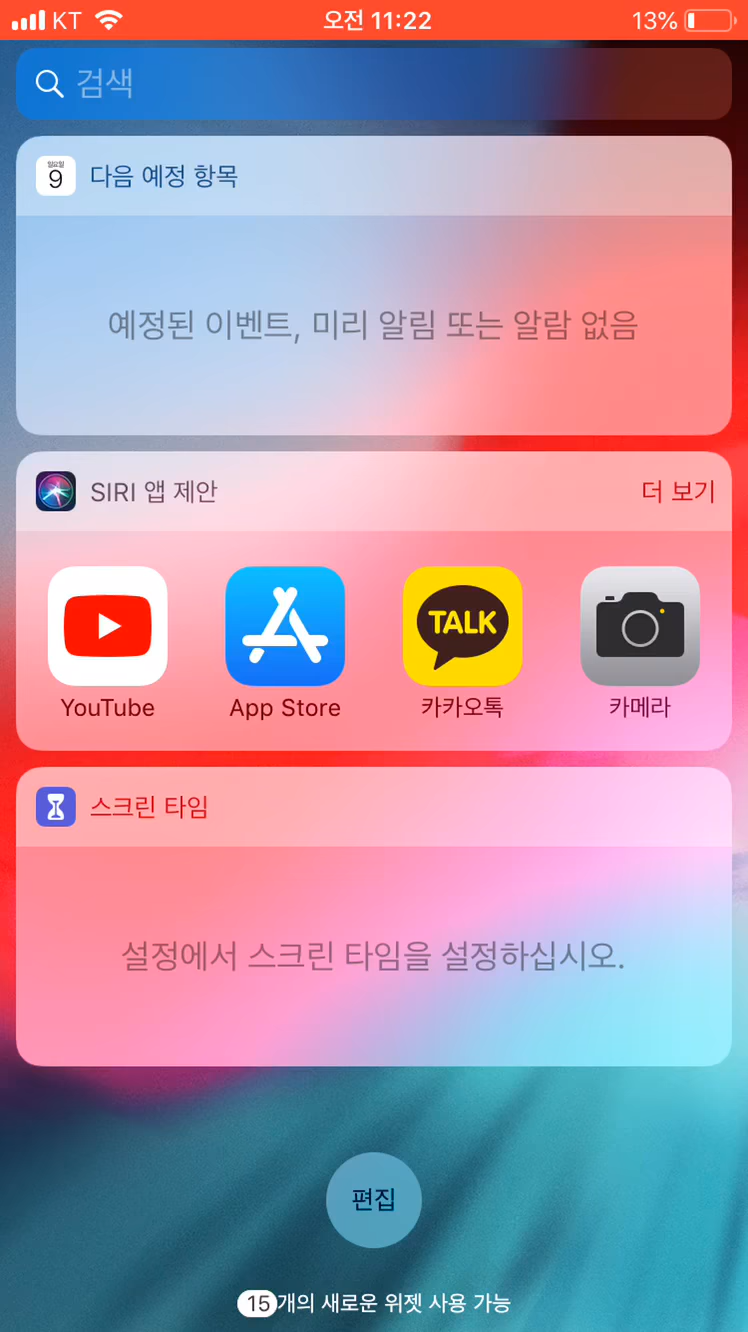 KT 오전 11:22 13%
검색
일요일
9
다음 예정 항목
예정된 이벤트, 미리 알림 또는 알람 없음
SIRI 앱 제안 더 보기
TALK
YouTube App Store 카카오톡 카메라
스크린 타임
설정에서 스크린 타임을 설정하십시오.
편집
15개의 새로운 위젯 사용 가능